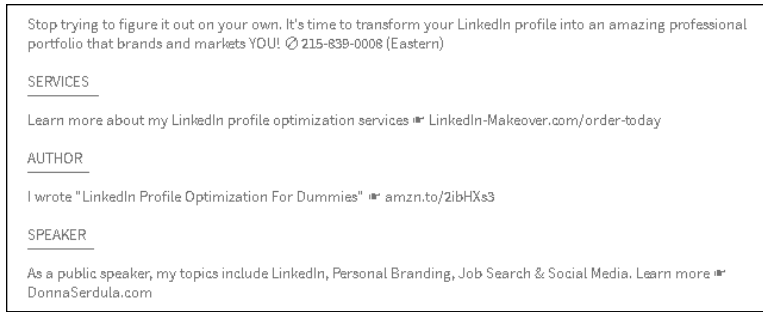 Stop trying to figure it out on your own. It's time to transform your LinkedIn profile into an amazing professional
portfolio that brands and markets YOU! ∅ 215-839-0008 (Eastern)
SERVICES
Learn more about my LinkedIn profile optimization services ☛ LinkedIn-Makeover.com/order-today
AUTHOR
I wrote "LinkedIn Profile Optimization For Dummies" ☛ amzn.to/2ibHXs3
SPEAKER
As a public speaker, my topics include LinkedIn, Personal Branding, Job Search & Social Media. Learn more ☛
DonnaSerdula.com